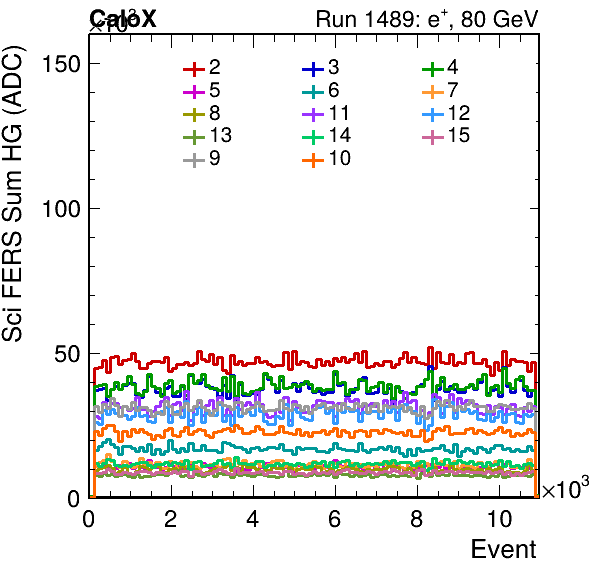 CaloX Run 1489: e⁺, 80 GeV
×10³
Sci FERS Sum HG (ADC)
150
100
50
0
2 3 4
5 6 7
8 11 12
13 14 15
9 10
0 2 4 6 8 10
×10³
Event